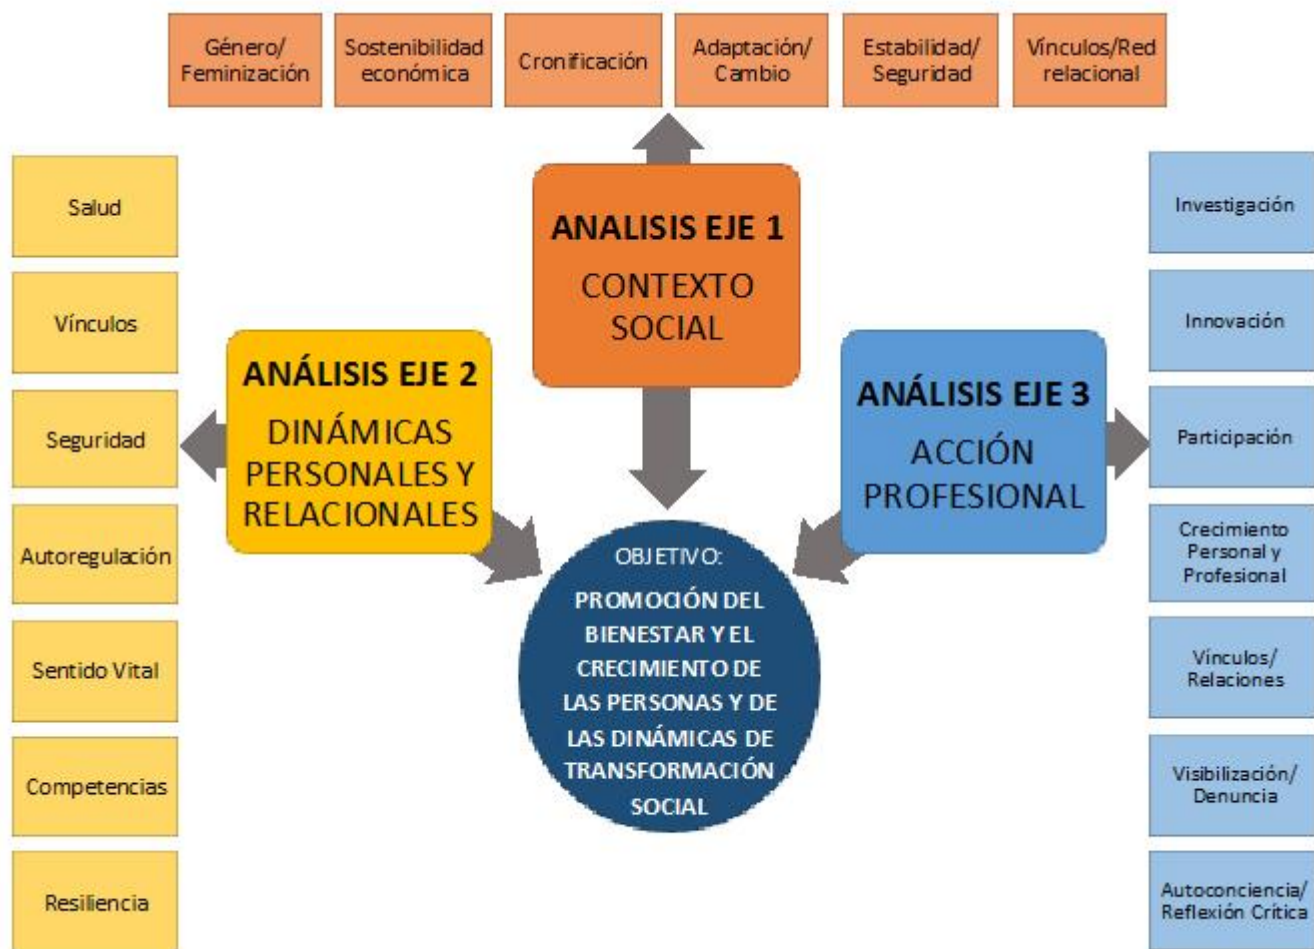 Género/
Feminización
Sostenibilidad
económica
Cronificación
Adaptación/
Cambio
Estabilidad/
Seguridad
Vínculos/Red
relacional
ANALISIS EJE 1
CONTEXTO
SOCIAL
Salud
Vínculos
Seguridad
Autoregulación
Sentido Vital
Competencias
Resiliencia
ANÁLISIS EJE 2
DINÁMICAS
PERSONALES Y
RELACIONALES
ANÁLISIS EJE 3
ACCIÓN
PROFESIONAL
Investigación
Innovación
Participación
Crecimiento
Personal y
Profesional
Vínculos/
Relaciones
Visibilización/
Denuncia
Autoconciencia/
Reflexión Crítica
OBJETIVO:
PROMOCIÓN DEL
BIENESTAR Y EL
CRECIMIENTO DE
LAS PERSONAS Y DE
LAS DINÁMICAS DE
TRANSFORMACIÓN
SOCIAL